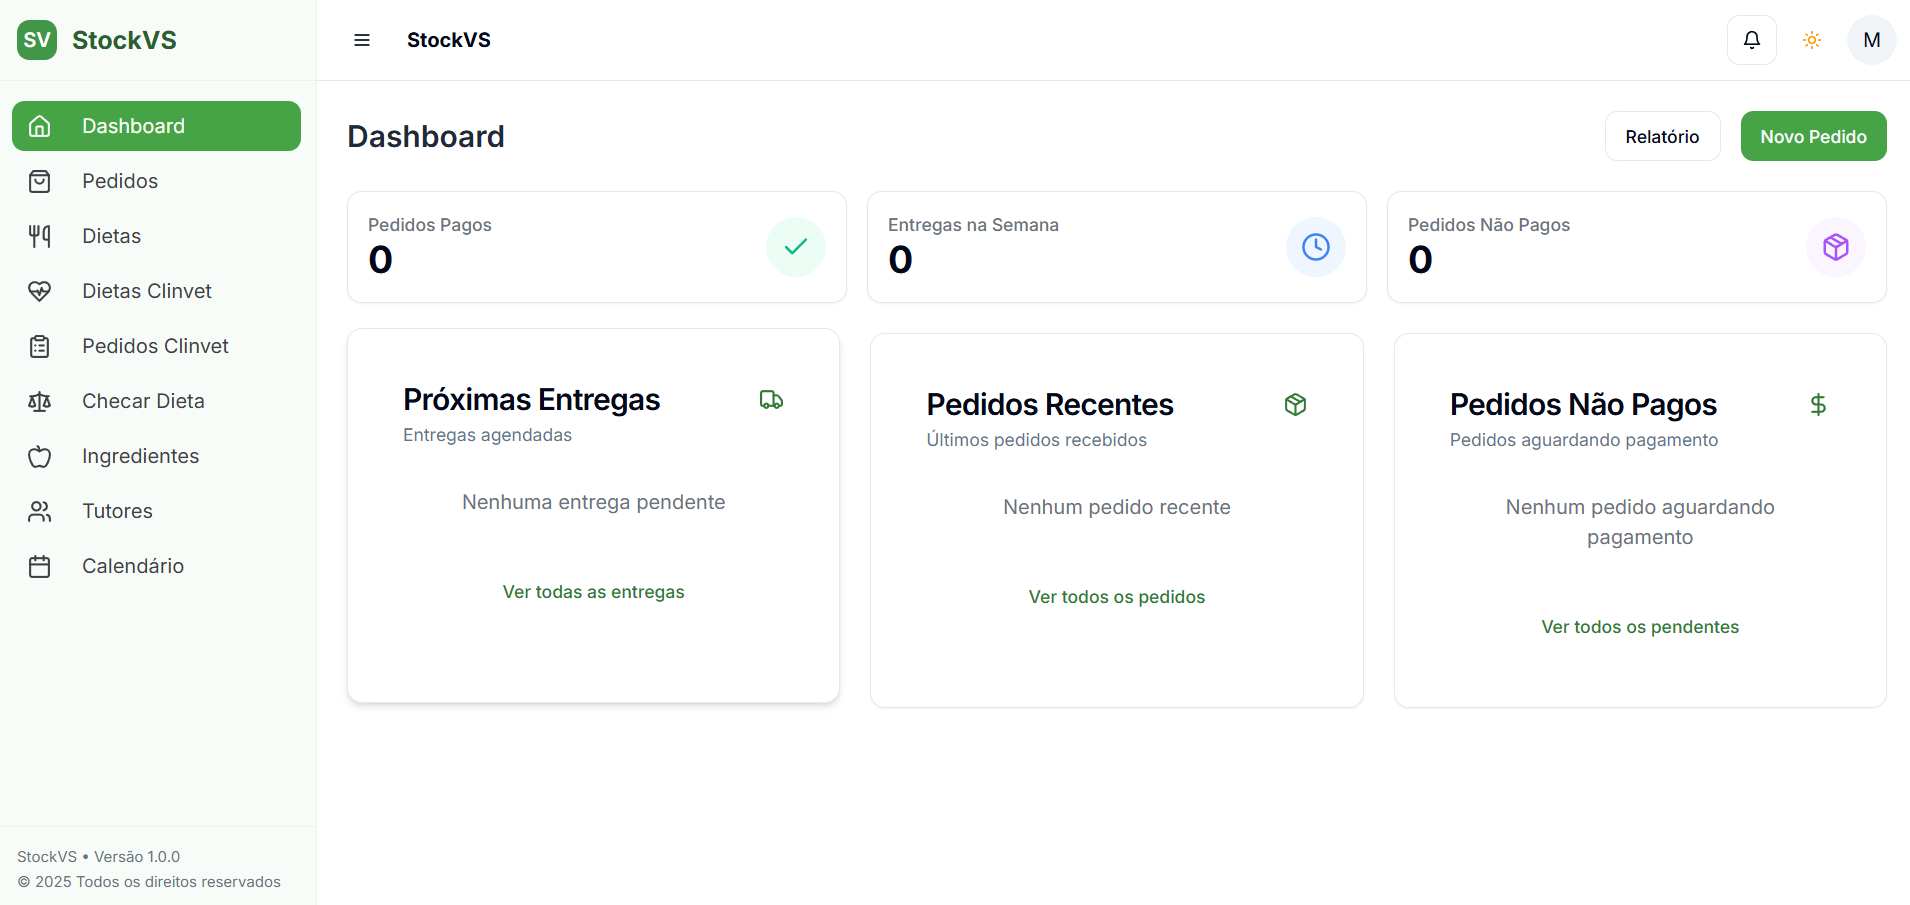 SV StockVS
Dashboard
Pedidos
Dietas
Dietas Clinvet
Pedidos Clinvet
Checar Dieta
Ingredientes
Tutores
Calendário
StockVS • Versão 1.0.0
© 2025 Todos os direitos reservados
StockVS
M
Dashboard
Relatório
Novo Pedido
Pedidos Pagos
0
Entregas na Semana
0
Pedidos Não Pagos
0
Próximas Entregas
Entregas agendadas
Nenhuma entrega pendente
Ver todas as entregas
Pedidos Recentes
Últimos pedidos recebidos
Nenhum pedido recente
Ver todos os pedidos
Pedidos Não Pagos
Pedidos aguardando pagamento
Nenhum pedido aguardando
pagamento
Ver todos os pendentes